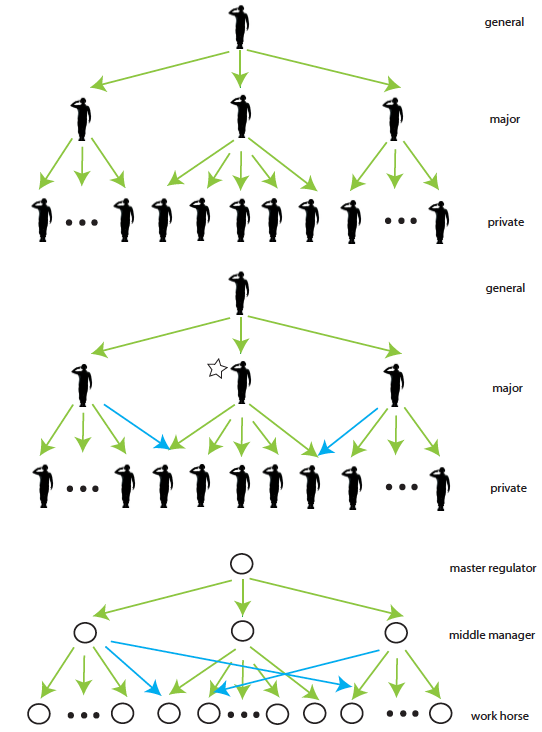 general
major
private
general
major
private
master regulator
middle manager
work horse